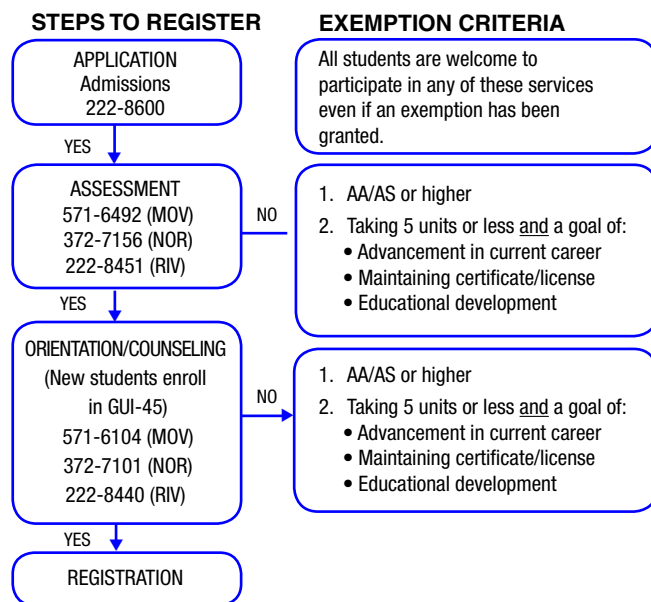 STEPS TO REGISTER
APPLICATION
Admissions
222-8600
YES
ASSESSMENT
571-6492 (MOV)
372-7156 (NOR)
222-8451 (RIV)
NO
YES
ORIENTATION/COUNSELING
(New students enroll
in GUI-45)
571-6104 (MOV)
372-7101 (NOR)
222-8440 (RIV)
NO
YES
REGISTRATION
EXEMPTION CRITERIA
All students are welcome to
participate in any of these services
even if an exemption has been
granted.
1. AA/AS or higher
2. Taking 5 units or less and a goal of:
• Advancement in current career
• Maintaining certificate/license
• Educational development
1. AA/AS or higher
2. Taking 5 units or less and a goal of:
• Advancement in current career
• Maintaining certificate/license
• Educational development